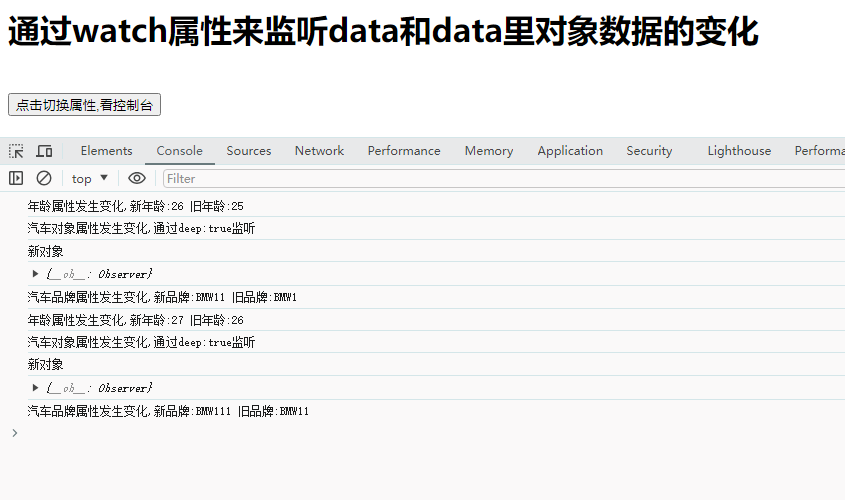 通过watch属性来监听data和data里对象数据的变化
点击切换属性,看控制台
Elements Console Sources Network Performance Memory Application Security Lighthouse Performa
top Filter
年龄属性发生变化,新年龄:26 旧年龄:25
汽车对象属性发生变化,通过deep:true监听
新对象
{__ob__: Observer}
汽车品牌属性发生变化,新品牌:BMW11 旧品牌:BMW1
年龄属性发生变化,新年龄:27 旧年龄:26
汽车对象属性发生变化,通过deep:true监听
新对象
{__ob__: Observer}
汽车品牌属性发生变化,新品牌:BMW111 旧品牌:BMW11